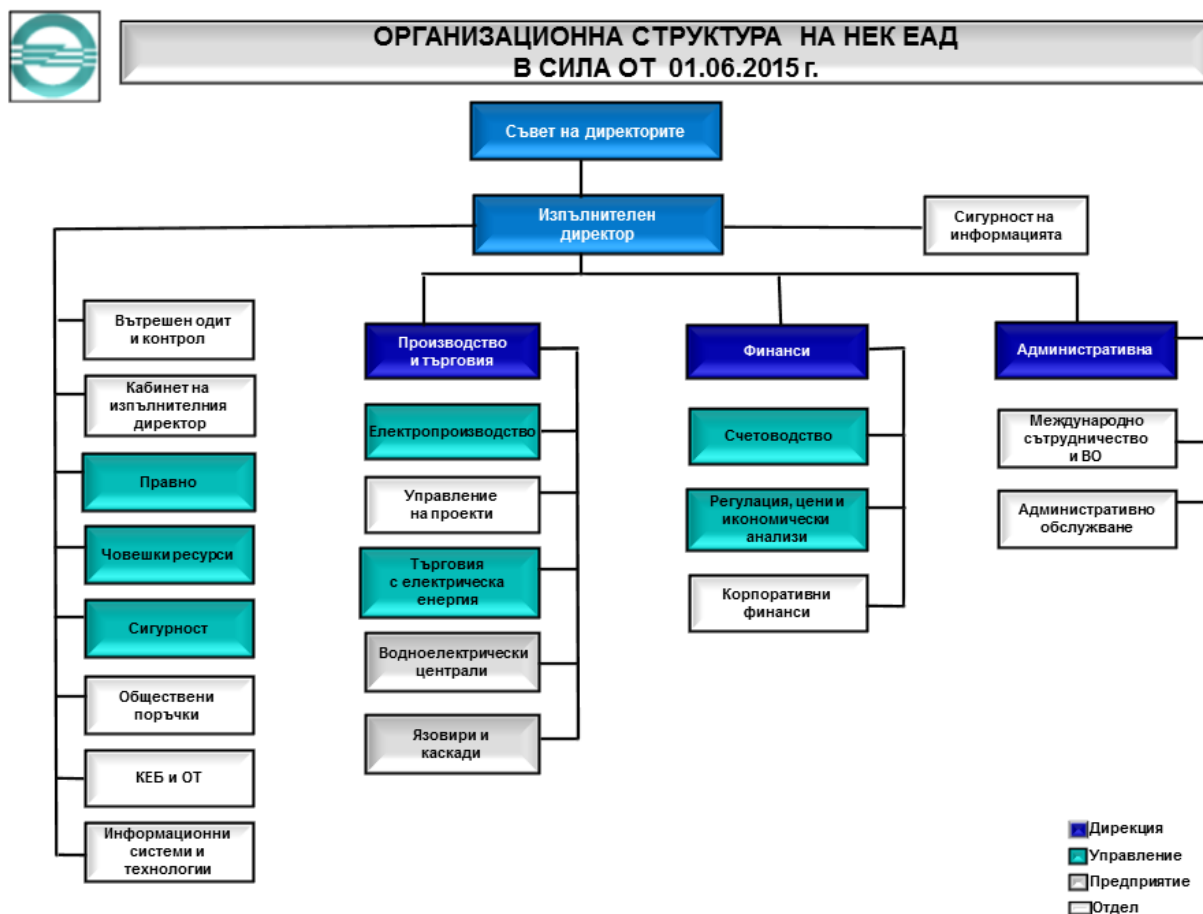 ОРГАНИЗАЦИОННА СТРУКТУРА НА НЕК ЕАД
В СИЛА ОТ 01.06.2015 г.
Съвет на директорите
Изпълнителен
директор
Сигурност на
информацията
Вътрешен одит
и контрол
Кабинет на
изпълнителния
директор
Правно
Човешки ресурси
Сигурност
Обществени
поръчки
КЕБ и ОТ
Информационни
системи и
технологии
Производство
и търговия
Електропроизводство
Управление
на проекти
Търговия
с електрическа
енергия
Водноелектрически
централи
Язовири и
каскади
Финанси
Счетоводство
Регулация, цени и
икономически
анализи
Корпоративни
финанси
Административна
Международно
сътрудничество
и ВО
Административно
обслужване
Дирекция
Управление
Предприятие
Отдел